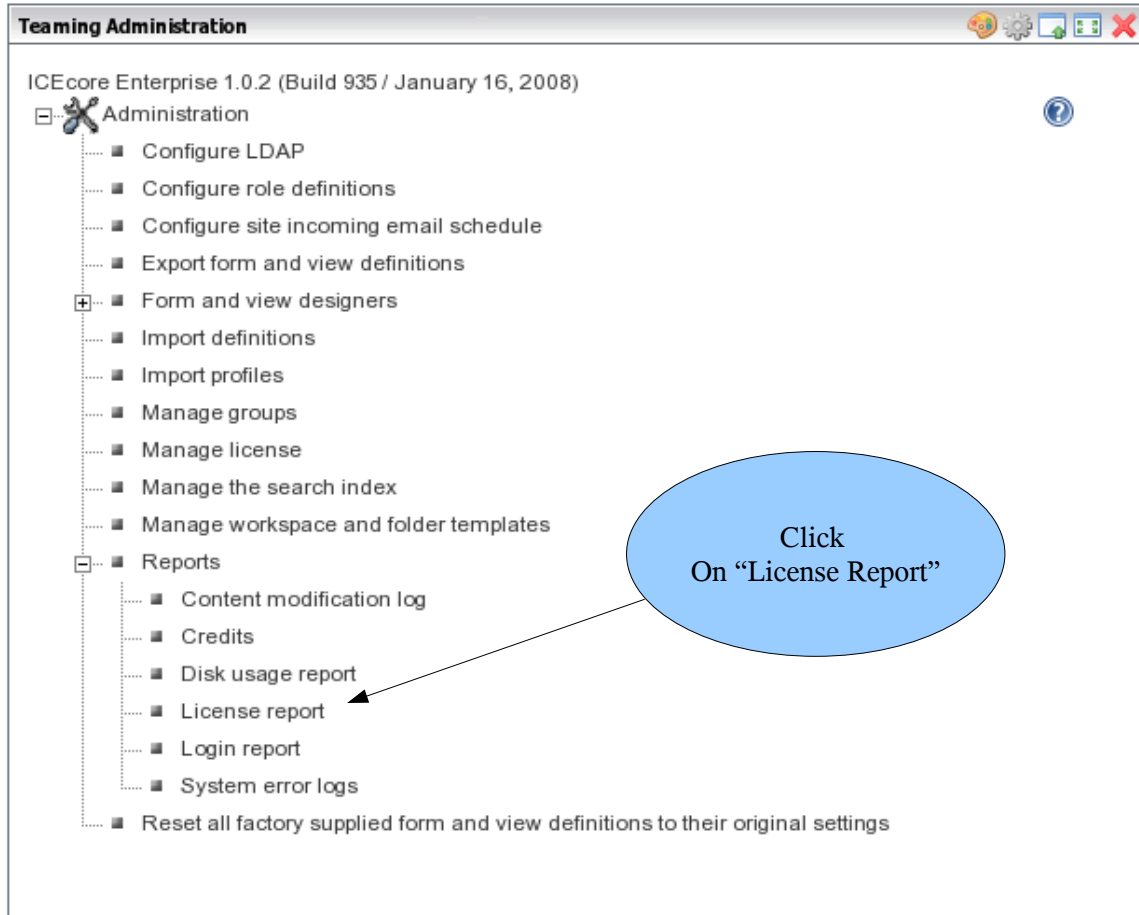 Teaming Administration
ICEcore Enterprise 1.0.2 (Build 935 / January 16, 2008)
Administration
Configure LDAP
Configure role definitions
Configure site incoming email schedule
Export form and view definitions
Form and view designers
Import definitions
Import profiles
Manage groups
Manage license
Manage the search index
Manage workspace and folder templates
Reports
Content modification log
Credits
Disk usage report
License report
Login report
System error logs
Reset all factory supplied form and view definitions to their original settings
Click
On “License Report”